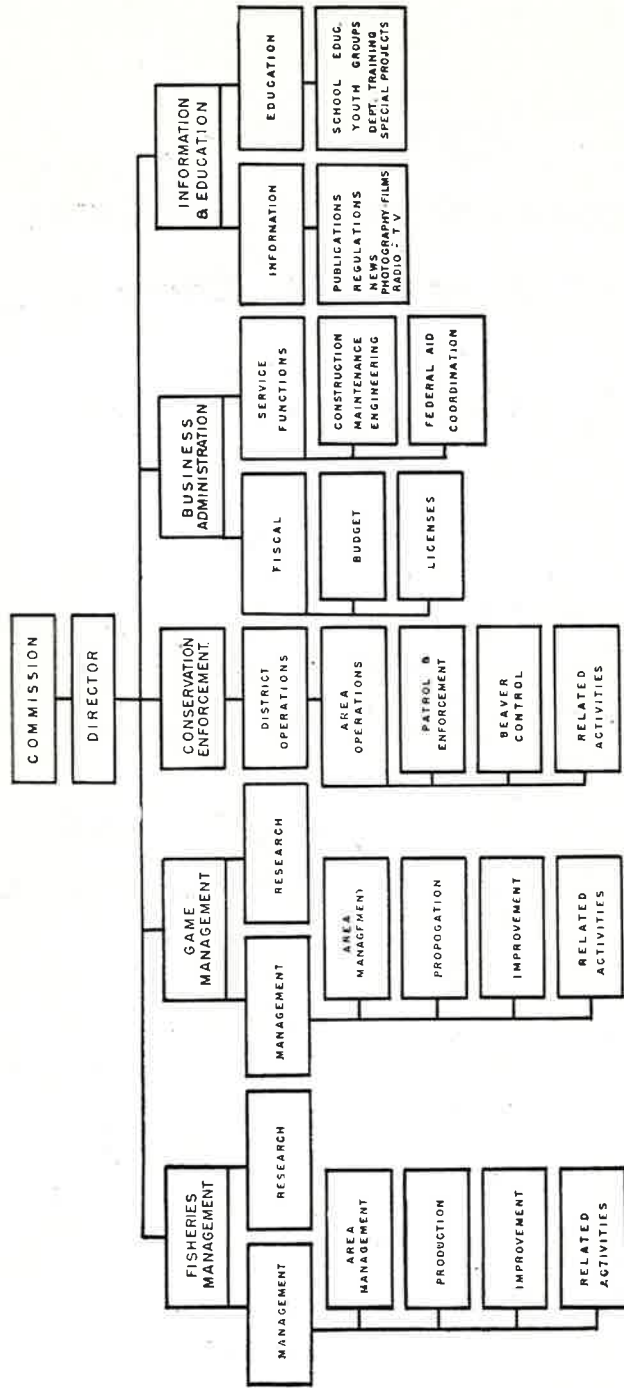 COMMISSION
DIRECTOR
FISHERIES
MANAGEMENT
MANAGEMENT
RESEARCH
AREA
MANAGEMENT
PRODUCTION
IMPROVEMENT
RELATED
ACTIVITIES
GAME
MANAGEMENT
MANAGEMENT
RESEARCH
AREA
MANAGEMENT
PROPOGATION
IMPROVEMENT
RELATED
ACTIVITIES
CONSERVATION
ENFORCEMENT.
DISTRICT
OPERATIONS
AREA
OPERATIONS
PATROL &
ENFORCEMENT
BEAVER
CONTROL
RELATED
ACTIVITIES
BUSINESS
ADMINISTRATION
FISCAL
BUDGET
LICENSES
SERVICE
FUNCTIONS
CONSTRUCTION
MAINTENANCE
ENGINEERING
FEDERAL AID
COORDINATION
INFORMATION
& EDUCATION
INFORNATION
PUBLICATIONS
REGULATIONS
NEWS
PHOTOGRAPHY-FILMS
RADIO - T V
EDUCATION
SCHOOL EDUC.
YOUTH GROUPS
DEPT. TRAINING
SPECIAL PROJECTS